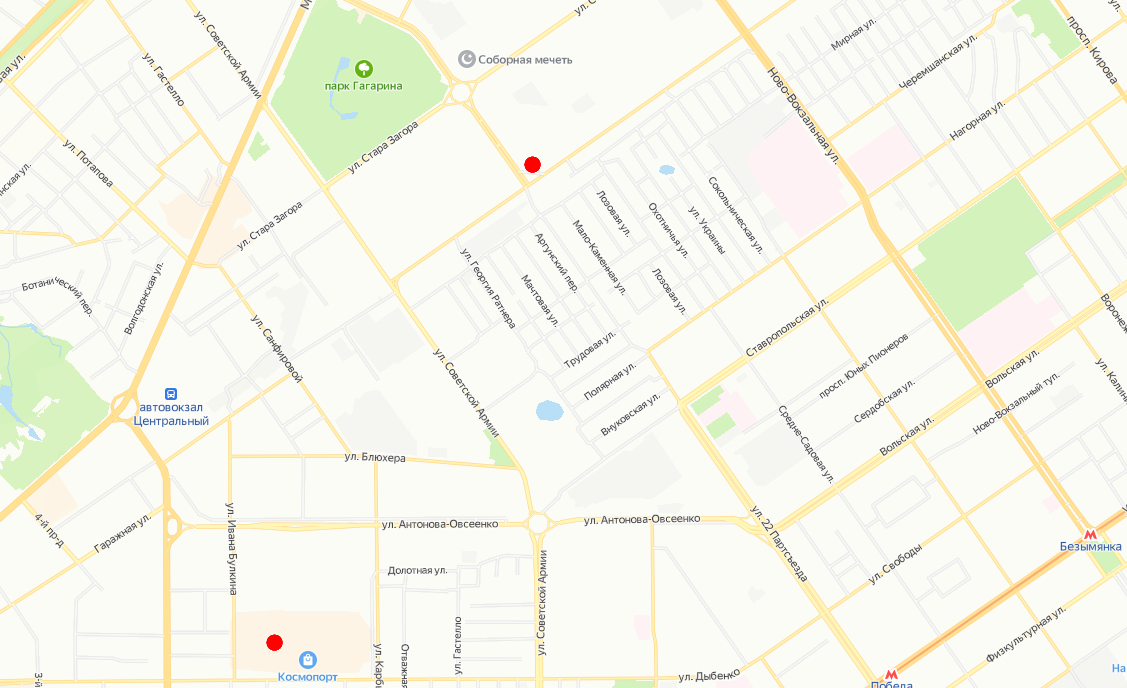 ул. Советской Армии
Мирная ул.
просп. Кирова
ул. Гастелло
Соборная мечеть
Черемшанская ул.
парк Гагарина
Ново-Вокзальная ул.
Нагорная ул.
ул. Стара Загора
ул. Потапова
Сокольническая ул.
Лозовая ул.
Охотничья ул.
ул. Украины
ул. Стара Загора
Мало-Каменная ул.
Аргунский пер.
ул. Георгия Ратнера
Мачтовая ул.
Лозовая ул.
Ботанический пер.
Волгодонская ул.
ул. Санфировой
Ставропольская ул.
Трудовая ул.
ул. Советской Армии
Полярная ул.
просп. Юных Пионеров
Вольская ул.
Сердобская ул.
Ново-Вокзальный туп.
автовокзал
Центральный
Внуковская ул.
Средне-Садовая ул.
Вольская ул.
ул. Блюхера
4-й пр-д
Гаражная ул.
ул. Ивана Булкина
ул. Антонова-Овсеенко
ул. Антонова-Овсеенко
ул. 22 Партсъезда
Безымянка
ул. Свободы
Долотная ул.
ул. Советской Армии
ул. Гастелло
Физкультурная ул.
Космопорт
ул. Дыбенко
Победа
На
3-й